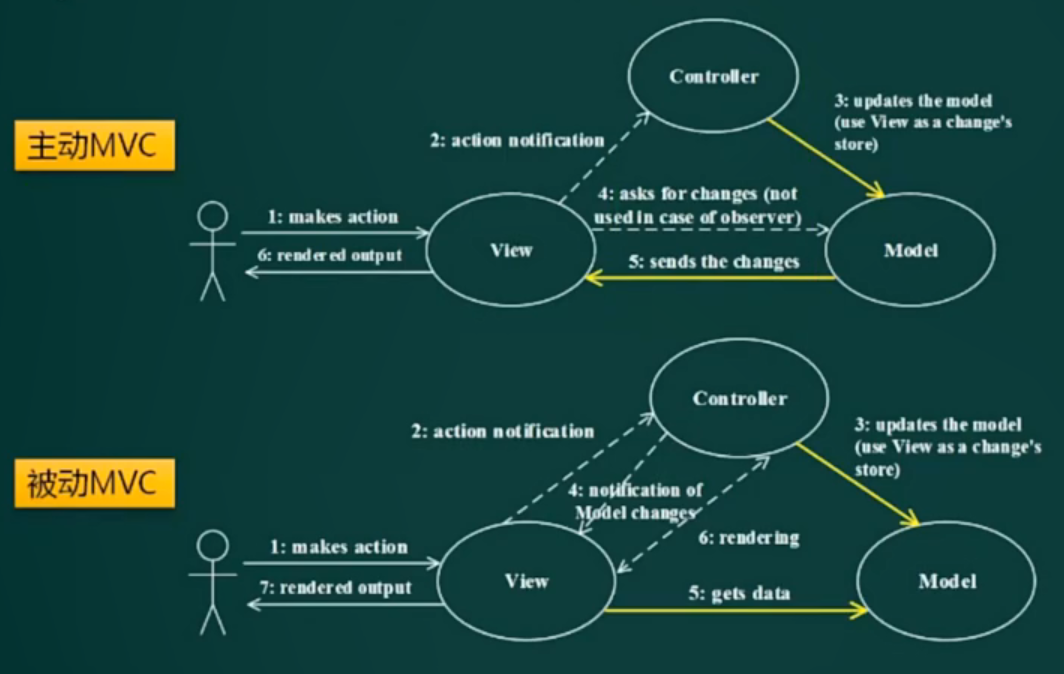 Controller
3: updates the model
(use View as a change's
store)
主动MVC
2: action notification
4: asks for changes (not
used in case of observer)
1: makes action
View
Model
6: rendered output
5: sends the changes
Controller
2: action notification
3: updates the model
(use View as a change's
store)
被动MVC
4: notification of
Model changes
6: rendering
1: makes action
View
Model
7: rendered output
5: gets data